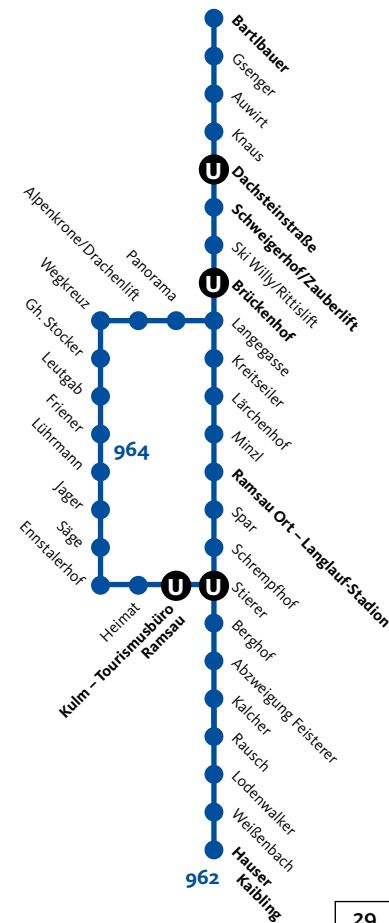 Bartlbauer
Gsenger
Auwirt
Knaus
U
Dachsteinstraße
Schweigerhof/Zauberlift
Ski Willy/Rittislift
U
Brückenhof
Langegasse
Kreitseiler
Lärchenhof
Minzl
Ramsau Ort – Langlauf-Stadion
Spar
Schrempfhof
U
Stierer
Berghof
Abzweigung Feisterer
Kalcher
Rausch
Lodenwalker
Weißenbach
Hauser
Kaibling
962
Panorama
Alpenkrone/Drachenlift
Wegkreuz
Gh. Stocker
Leutgab
Friener
Lührmann
964
Jager
Säge
Ennstalerhof
Heimat
U
Kulm – Tourismusbüro
Ramsau
29